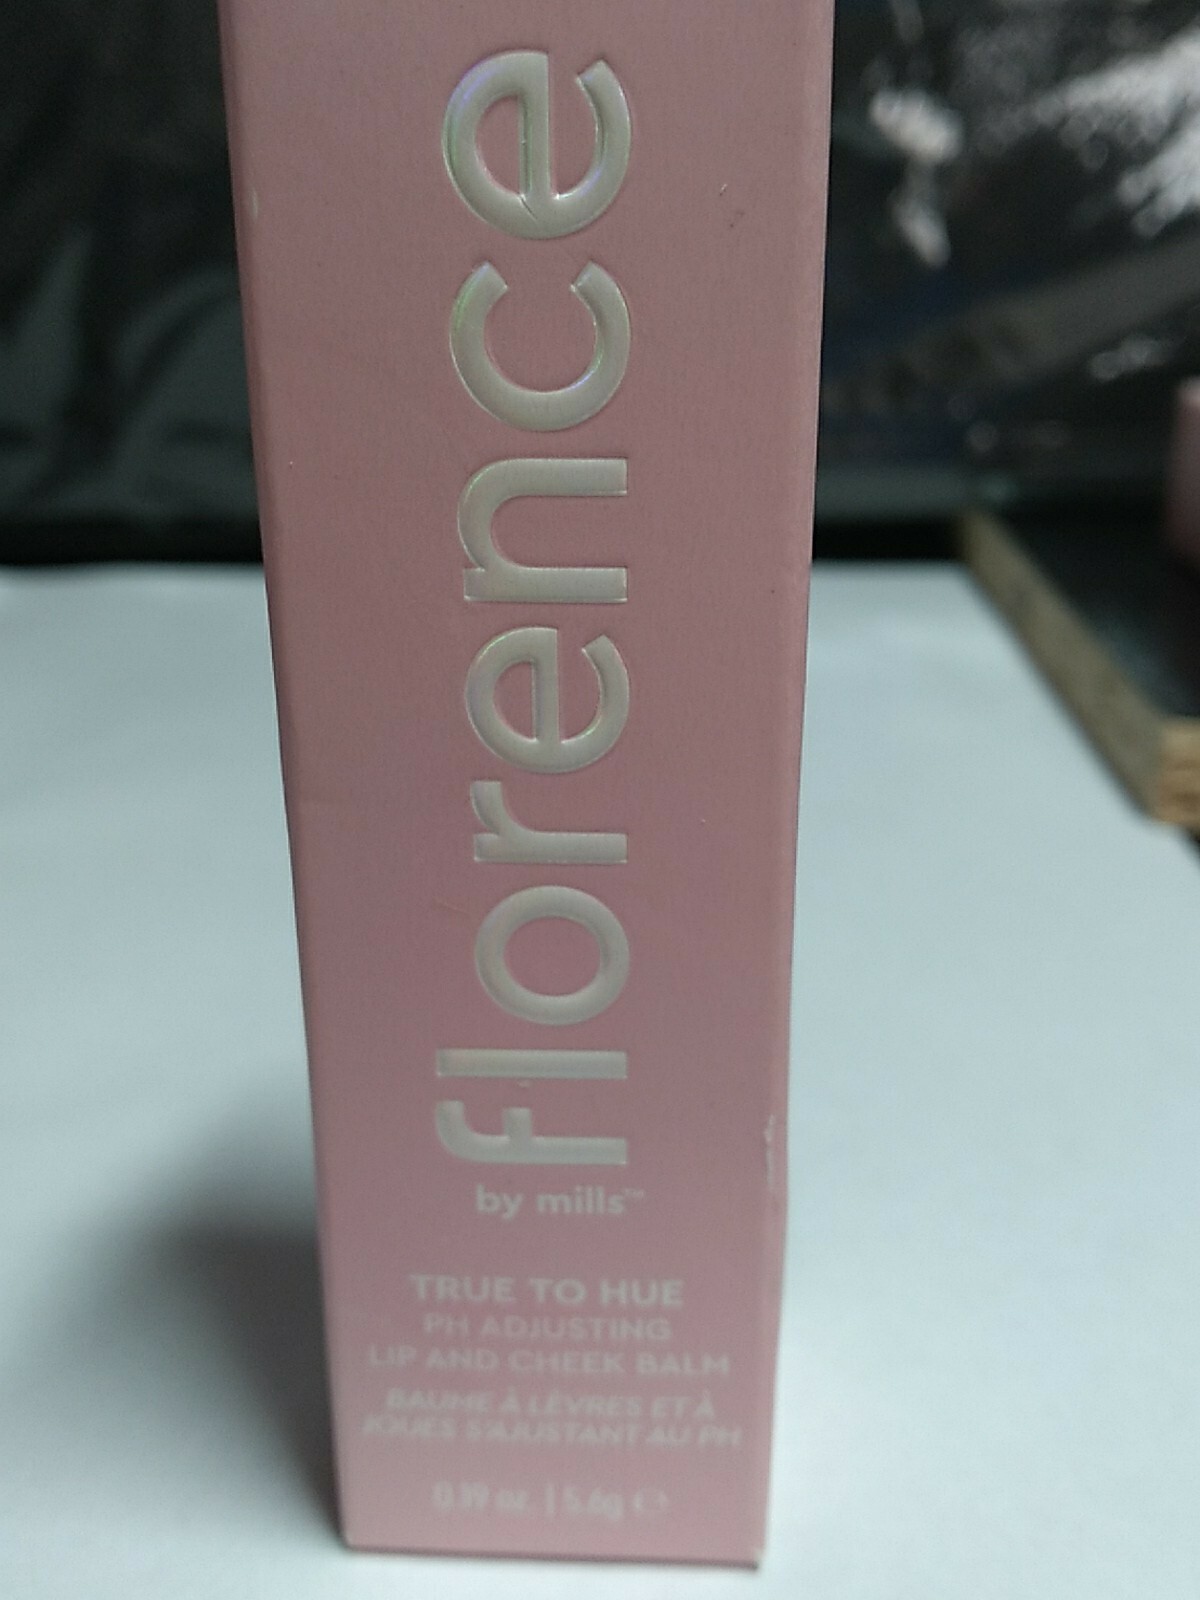 florence
by mills™
TRUE TO HUE
PH ADJUSTING
LIP AND CHEEK BALM
BAUME À LÈVRES ET À
JOUES S'AJUSTANT AU PH
0.19 oz. | 5.6g ℮